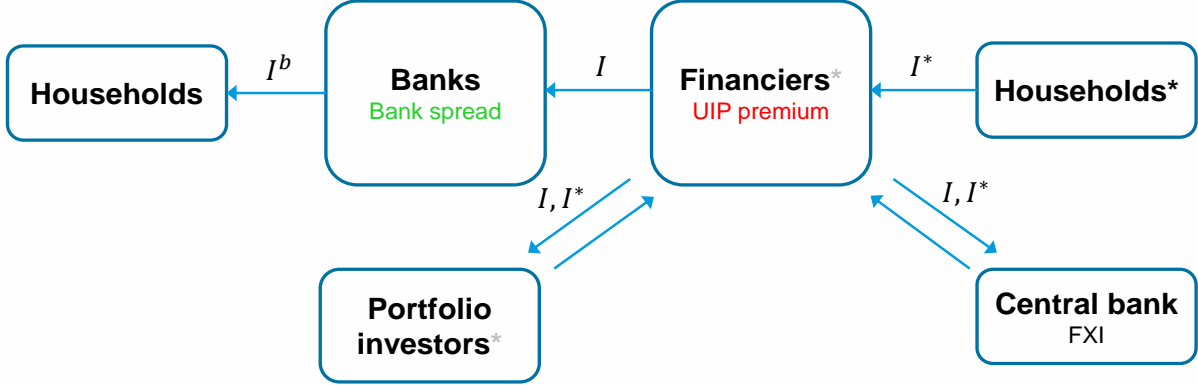 Households
I^b
Banks
Bank spread
I
Financiers*
UIP premium
I*
Households*
I, I*
I, I*
Portfolio
investors*
Central bank
FXI